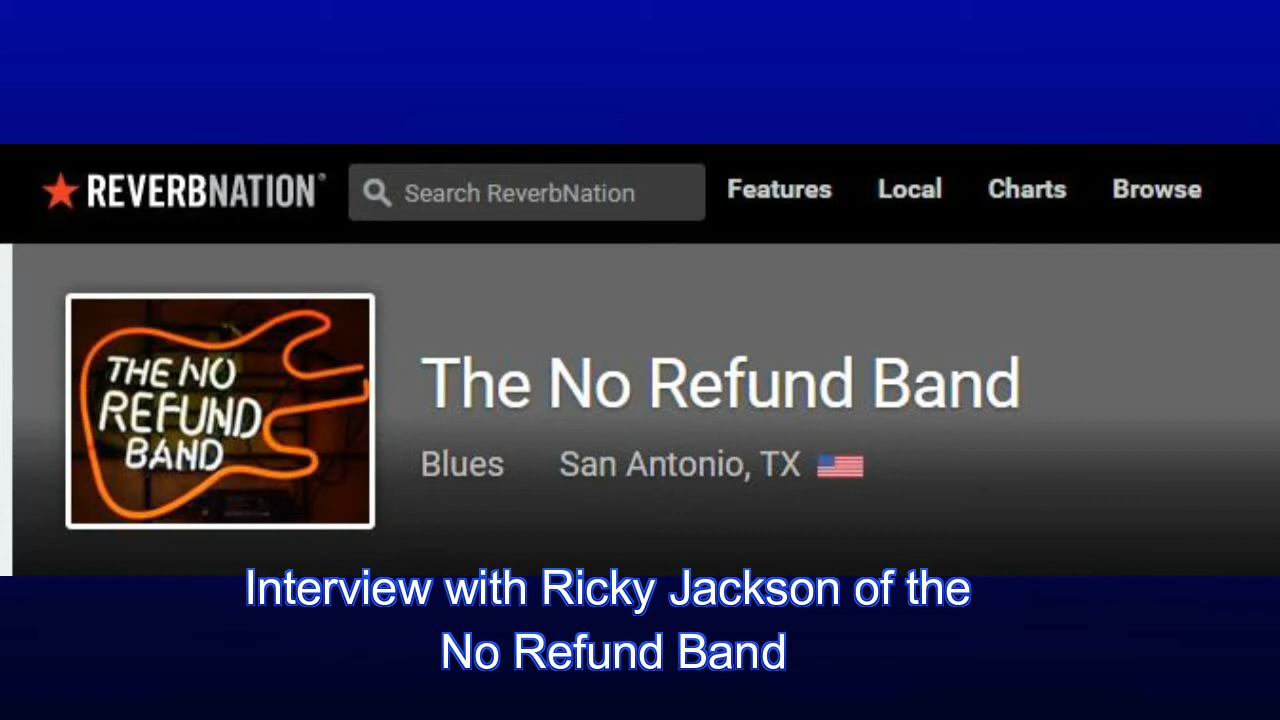 REVERBNATION®
Search ReverbNation
Features
Local
Charts
Browse
THE NO
REFUND
BAND
The No Refund Band
Blues
San Antonio, TX
Interview with Ricky Jackson of the
No Refund Band